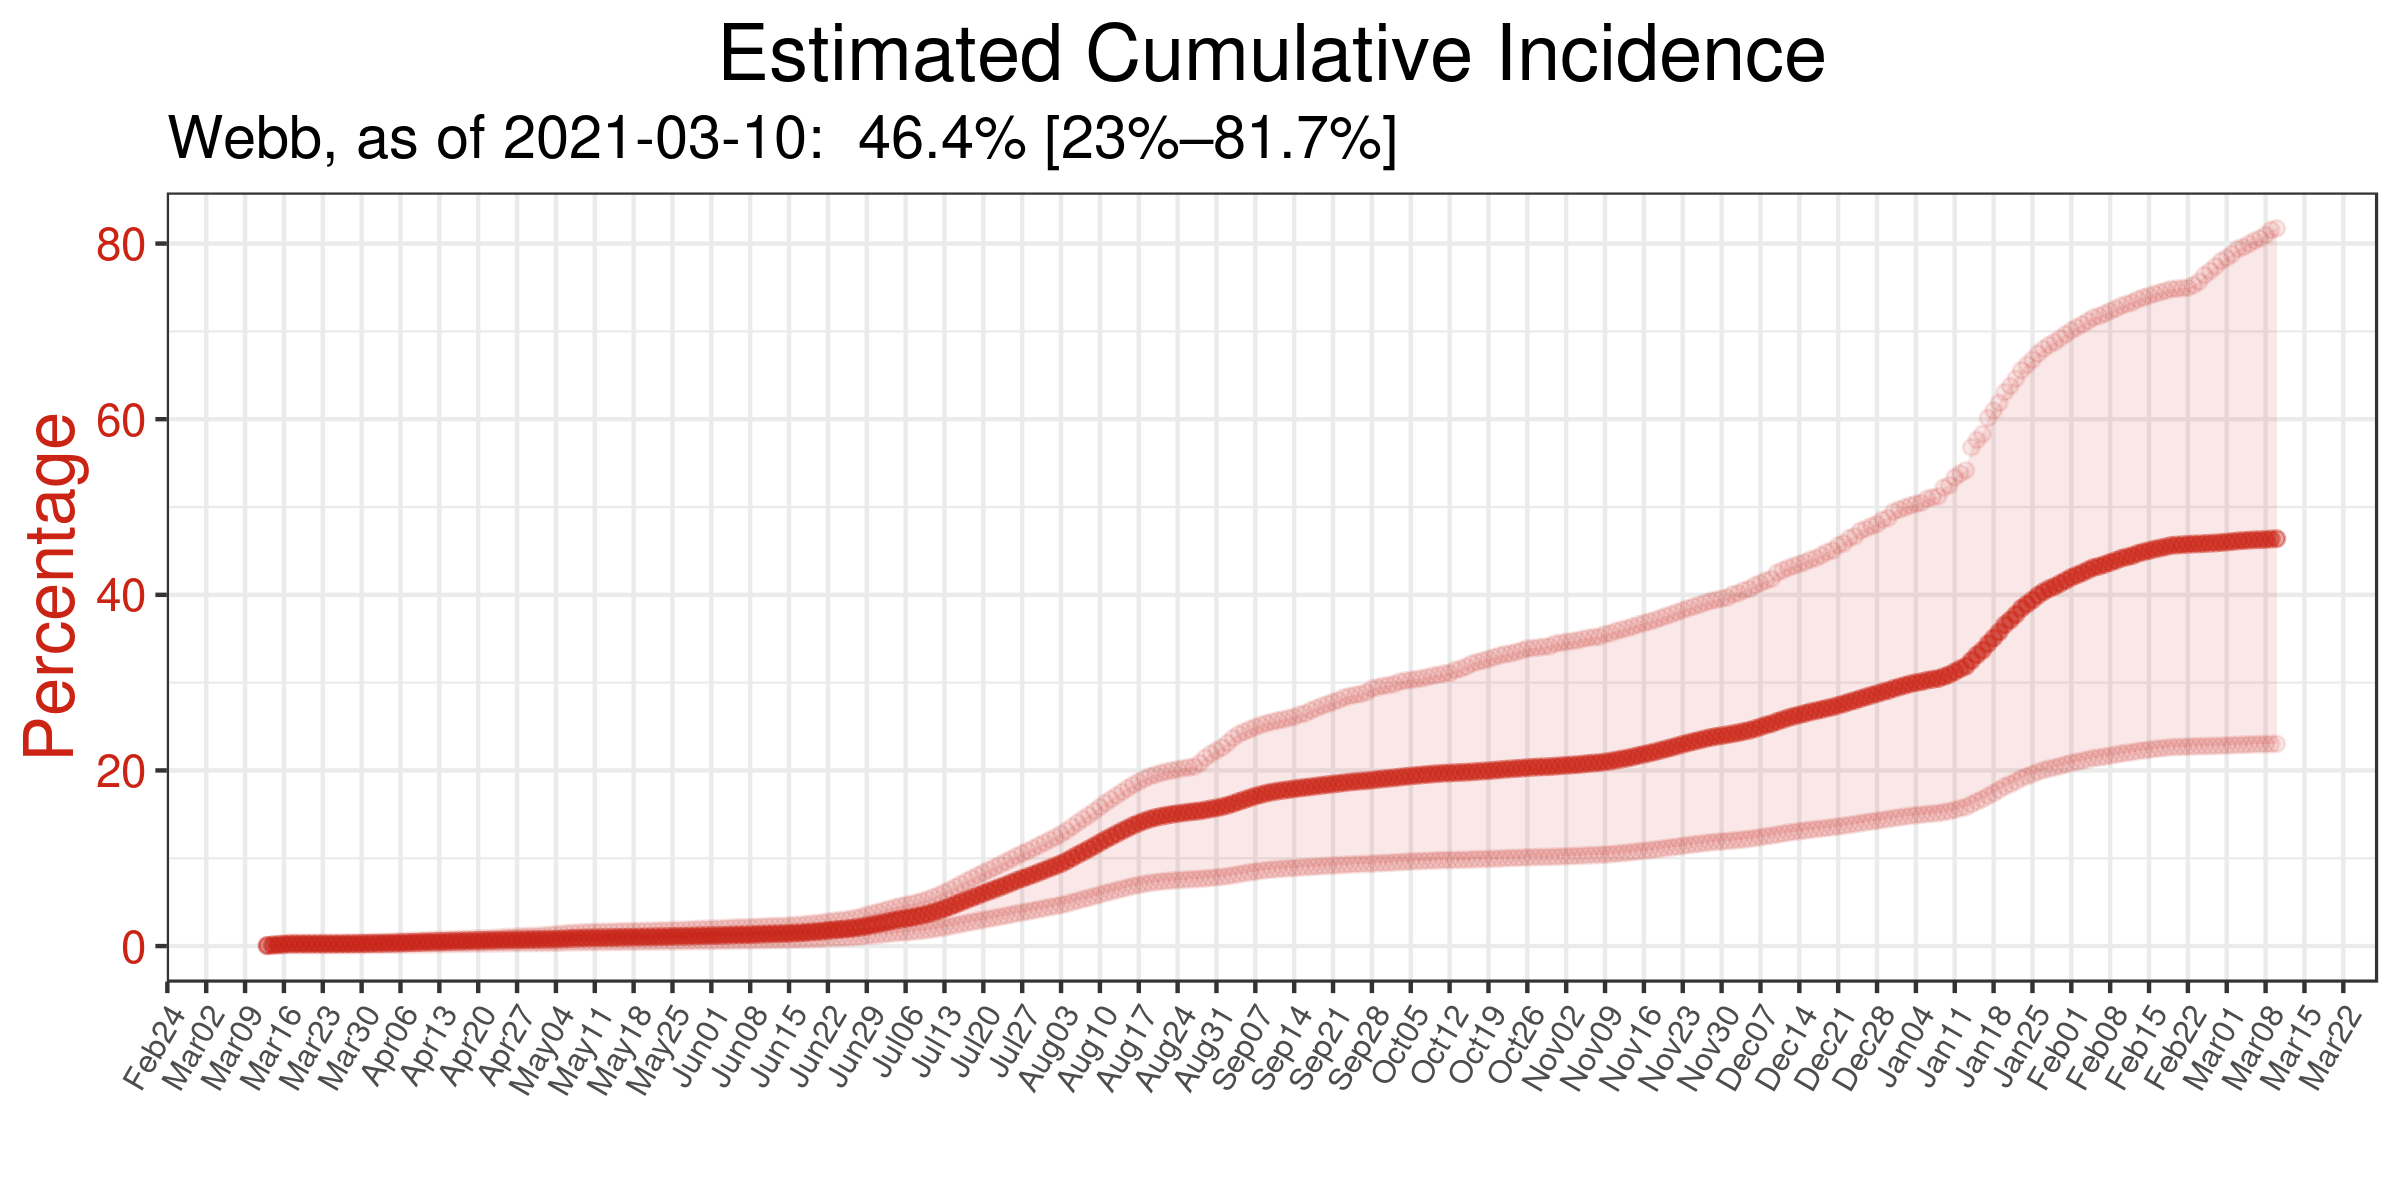 Estimated Cumulative Incidence
Webb, as of 2021-03-10:  46.4% [23%–81.7%]
Percentage
80
60
40
20
0
Feb24
Mar02
Mar09
Mar16
Mar23
Mar30
Apr06
Apr13
Apr20
Apr27
May04
May11
May18
May25
Jun01
Jun08
Jun15
Jun22
Jun29
Jul06
Jul13
Jul20
Jul27
Aug03
Aug10
Aug17
Aug24
Aug31
Sep07
Sep14
Sep21
Sep28
Oct05
Oct12
Oct19
Oct26
Nov02
Nov09
Nov16
Nov23
Nov30
Dec07
Dec14
Dec21
Dec28
Jan04
Jan11
Jan18
Jan25
Feb01
Feb08
Feb15
Feb22
Mar01
Mar08
Mar15
Mar22